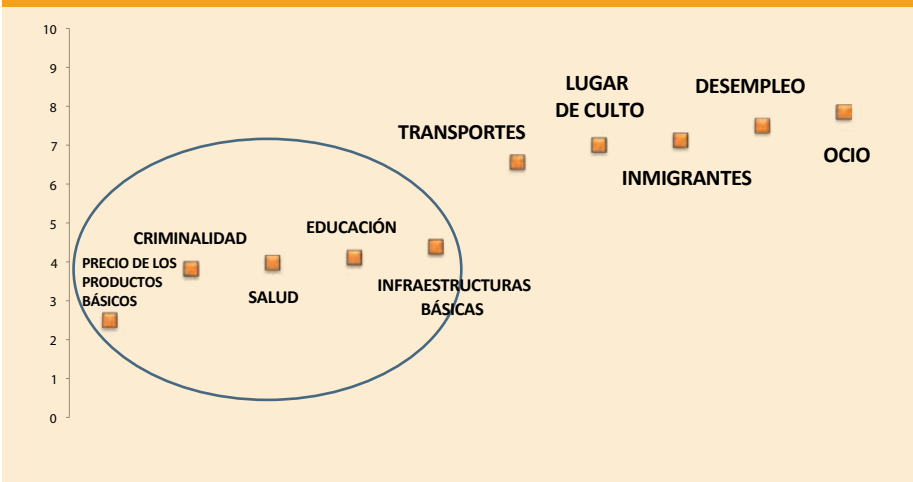 10
9
8
7
6
5
4
3
2
1
0
PRECIO DE LOS
PRODUCTOS
BÁSICOS
CRIMINALIDAD
SALUD
EDUCACIÓN
INFRAESTRUCTURAS
BÁSICAS
TRANSPORTES
LUGAR
DE CULTO
INMIGRANTES
DESEMPLEO
OCIO